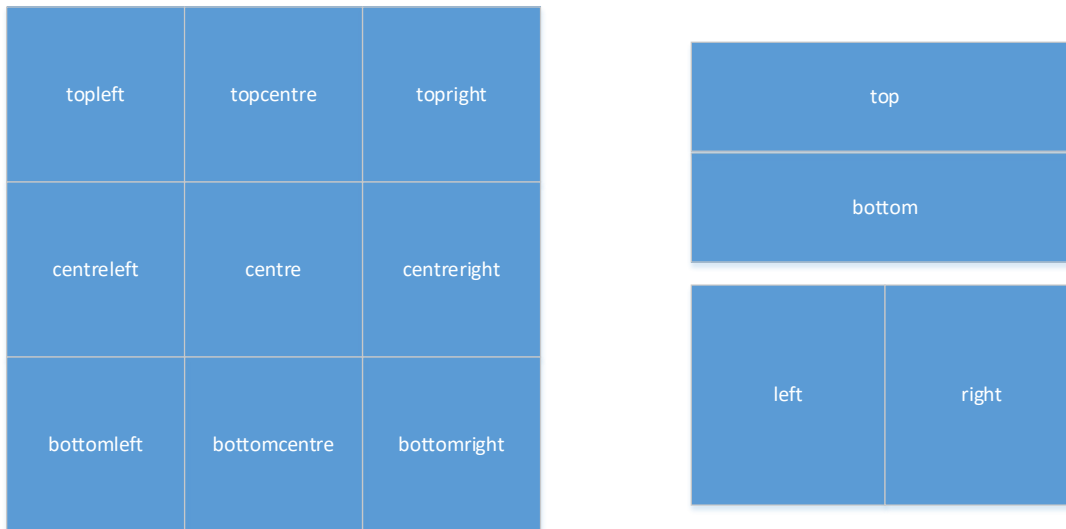 topleft
topcentre
topright
centreleft
centre
centreright
bottomleft
bottomcentre
bottomright
top
bottom
left
right